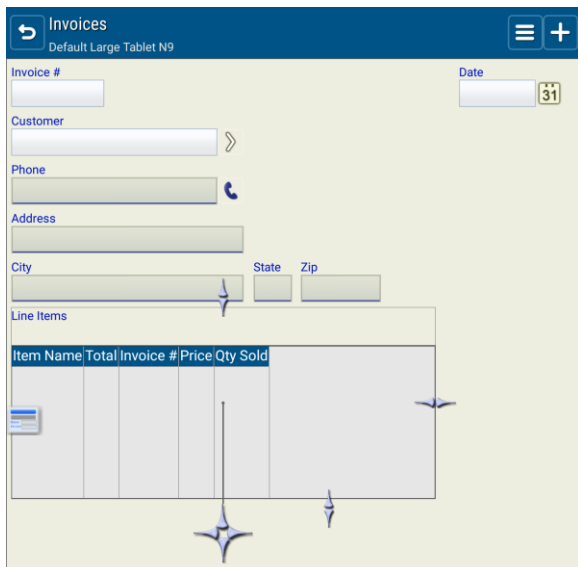 Invoices
Default Large Tablet N9
Invoice # Date
31
Customer
Phone
Address
City State Zip
Line Items
Item Name Total Invoice # Price Qty Sold